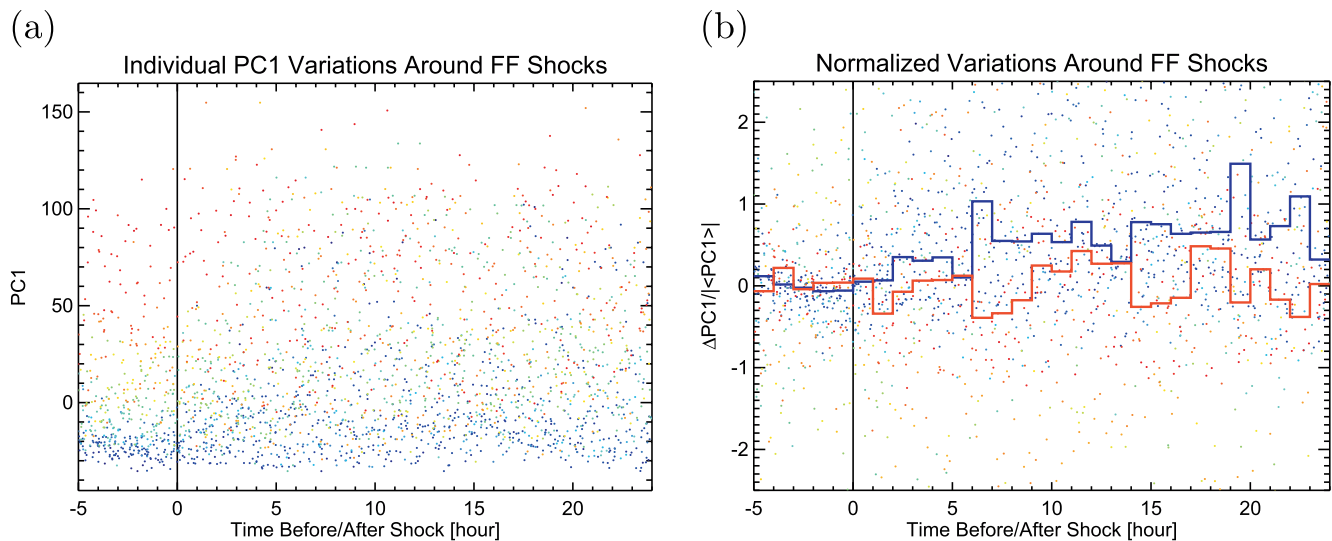 (a)
Individual PC1 Variations Around FF Shocks
PC1
150
100
50
0
-5 0 5 10 15 20
Time Before/After Shock [hour]
(b)
Normalized Variations Around FF Shocks
ΔPC1/|<PC1>|
2
1
0
-1
-2
-5 0 5 10 15 20
Time Before/After Shock [hour]